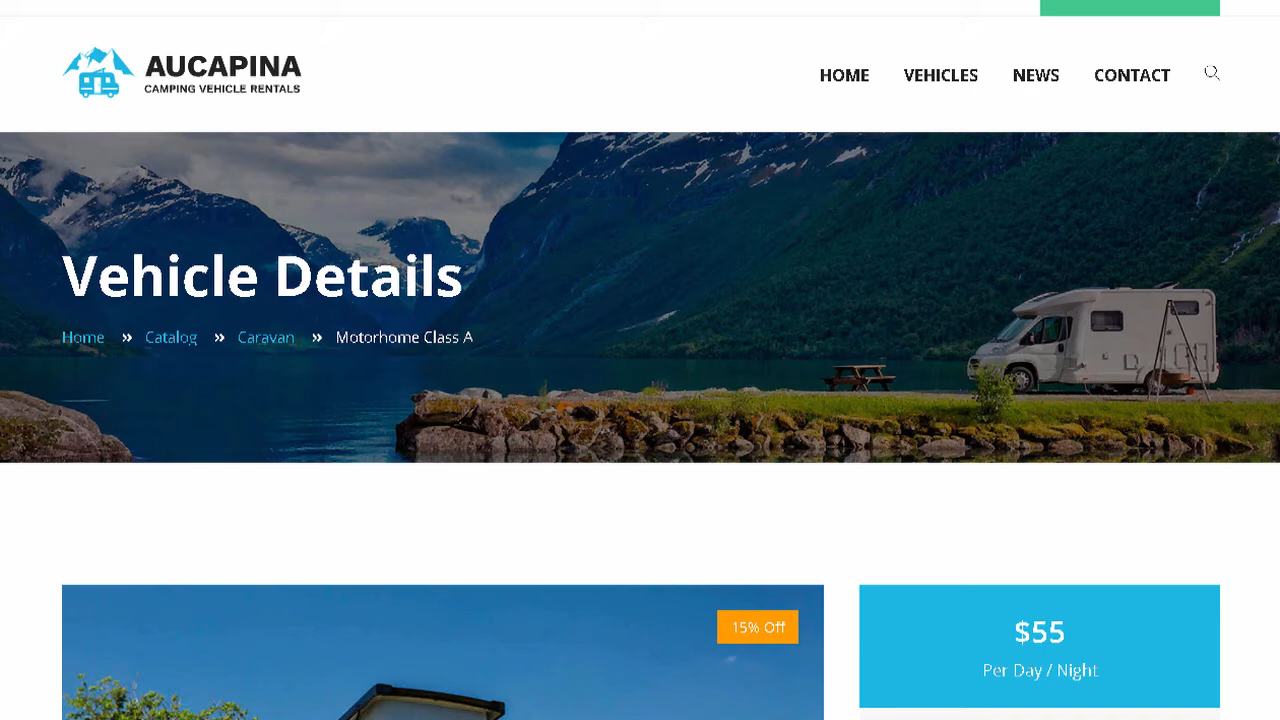 AUCAPINA
CAMPING VEHICLE RENTALS
HOME VEHICLES NEWS CONTACT
Vehicle Details
Home » Catalog » Caravan » Motorhome Class A
15% Off
$55
Per Day / Night